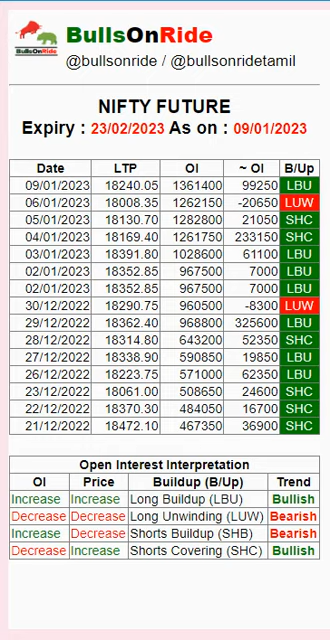 BullsOnRide
BullsOnRide
@bullsonride / @bullsonridetamil
NIFTY FUTURE
Expiry : 23/02/2023 As on : 09/01/2023
Date LTP OI ~ OI B/Up
09/01/2023 18240.05 1361400 99250 LBU
06/01/2023 18008.35 1262150 -20650 LUW
05/01/2023 18130.70 1282800 21050 SHC
04/01/2023 18169.40 1261750 233150 SHC
03/01/2023 18391.80 1028600 61100 LBU
02/01/2023 18352.85 967500 7000 LBU
02/01/2023 18352.85 967500 7000 LBU
30/12/2022 18290.75 960500 -8300 LUW
29/12/2022 18362.40 968800 325600 LBU
28/12/2022 18314.80 643200 52350 SHC
27/12/2022 18338.90 590850 19850 LBU
26/12/2022 18223.75 571000 62350 LBU
23/12/2022 18061.00 508650 24600 SHC
22/12/2022 18370.30 484050 16700 SHC
21/12/2022 18472.10 467350 36900 SHC
Open Interest Interpretation
OI Price Buildup (B/Up) Trend
Increase Increase Long Buildup (LBU) Bullish
Decrease Decrease Long Unwinding (LUW) Bearish
Increase Decrease Shorts Buildup (SHB) Bearish
Decrease Increase Shorts Covering (SHC) Bullish